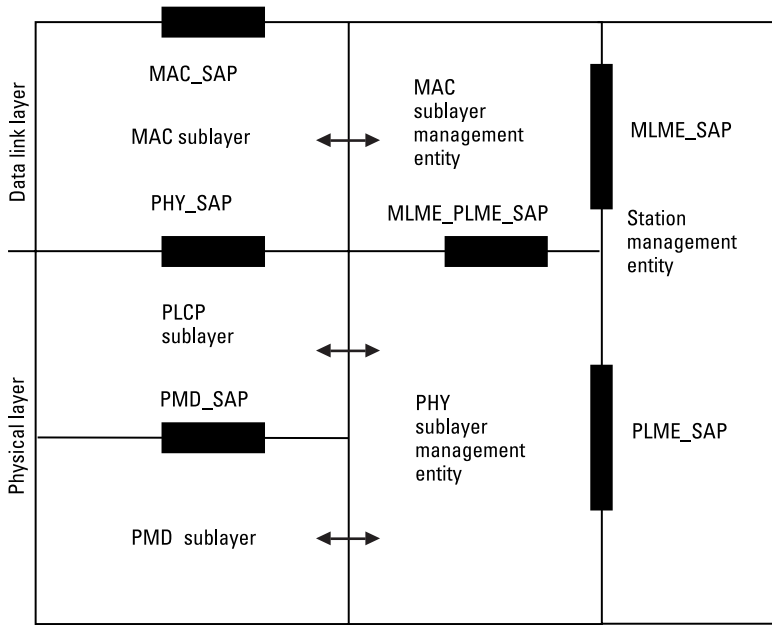 Data link layer
MAC_SAP
MAC sublayer
PHY_SAP
MAC
sublayer
management
entity
MLME_PLME_SAP
MLME_SAP
Station
management
entity
Physical layer
PLCP
sublayer
PMD_SAP
PMD sublayer
PHY
sublayer
management
entity
PLME_SAP